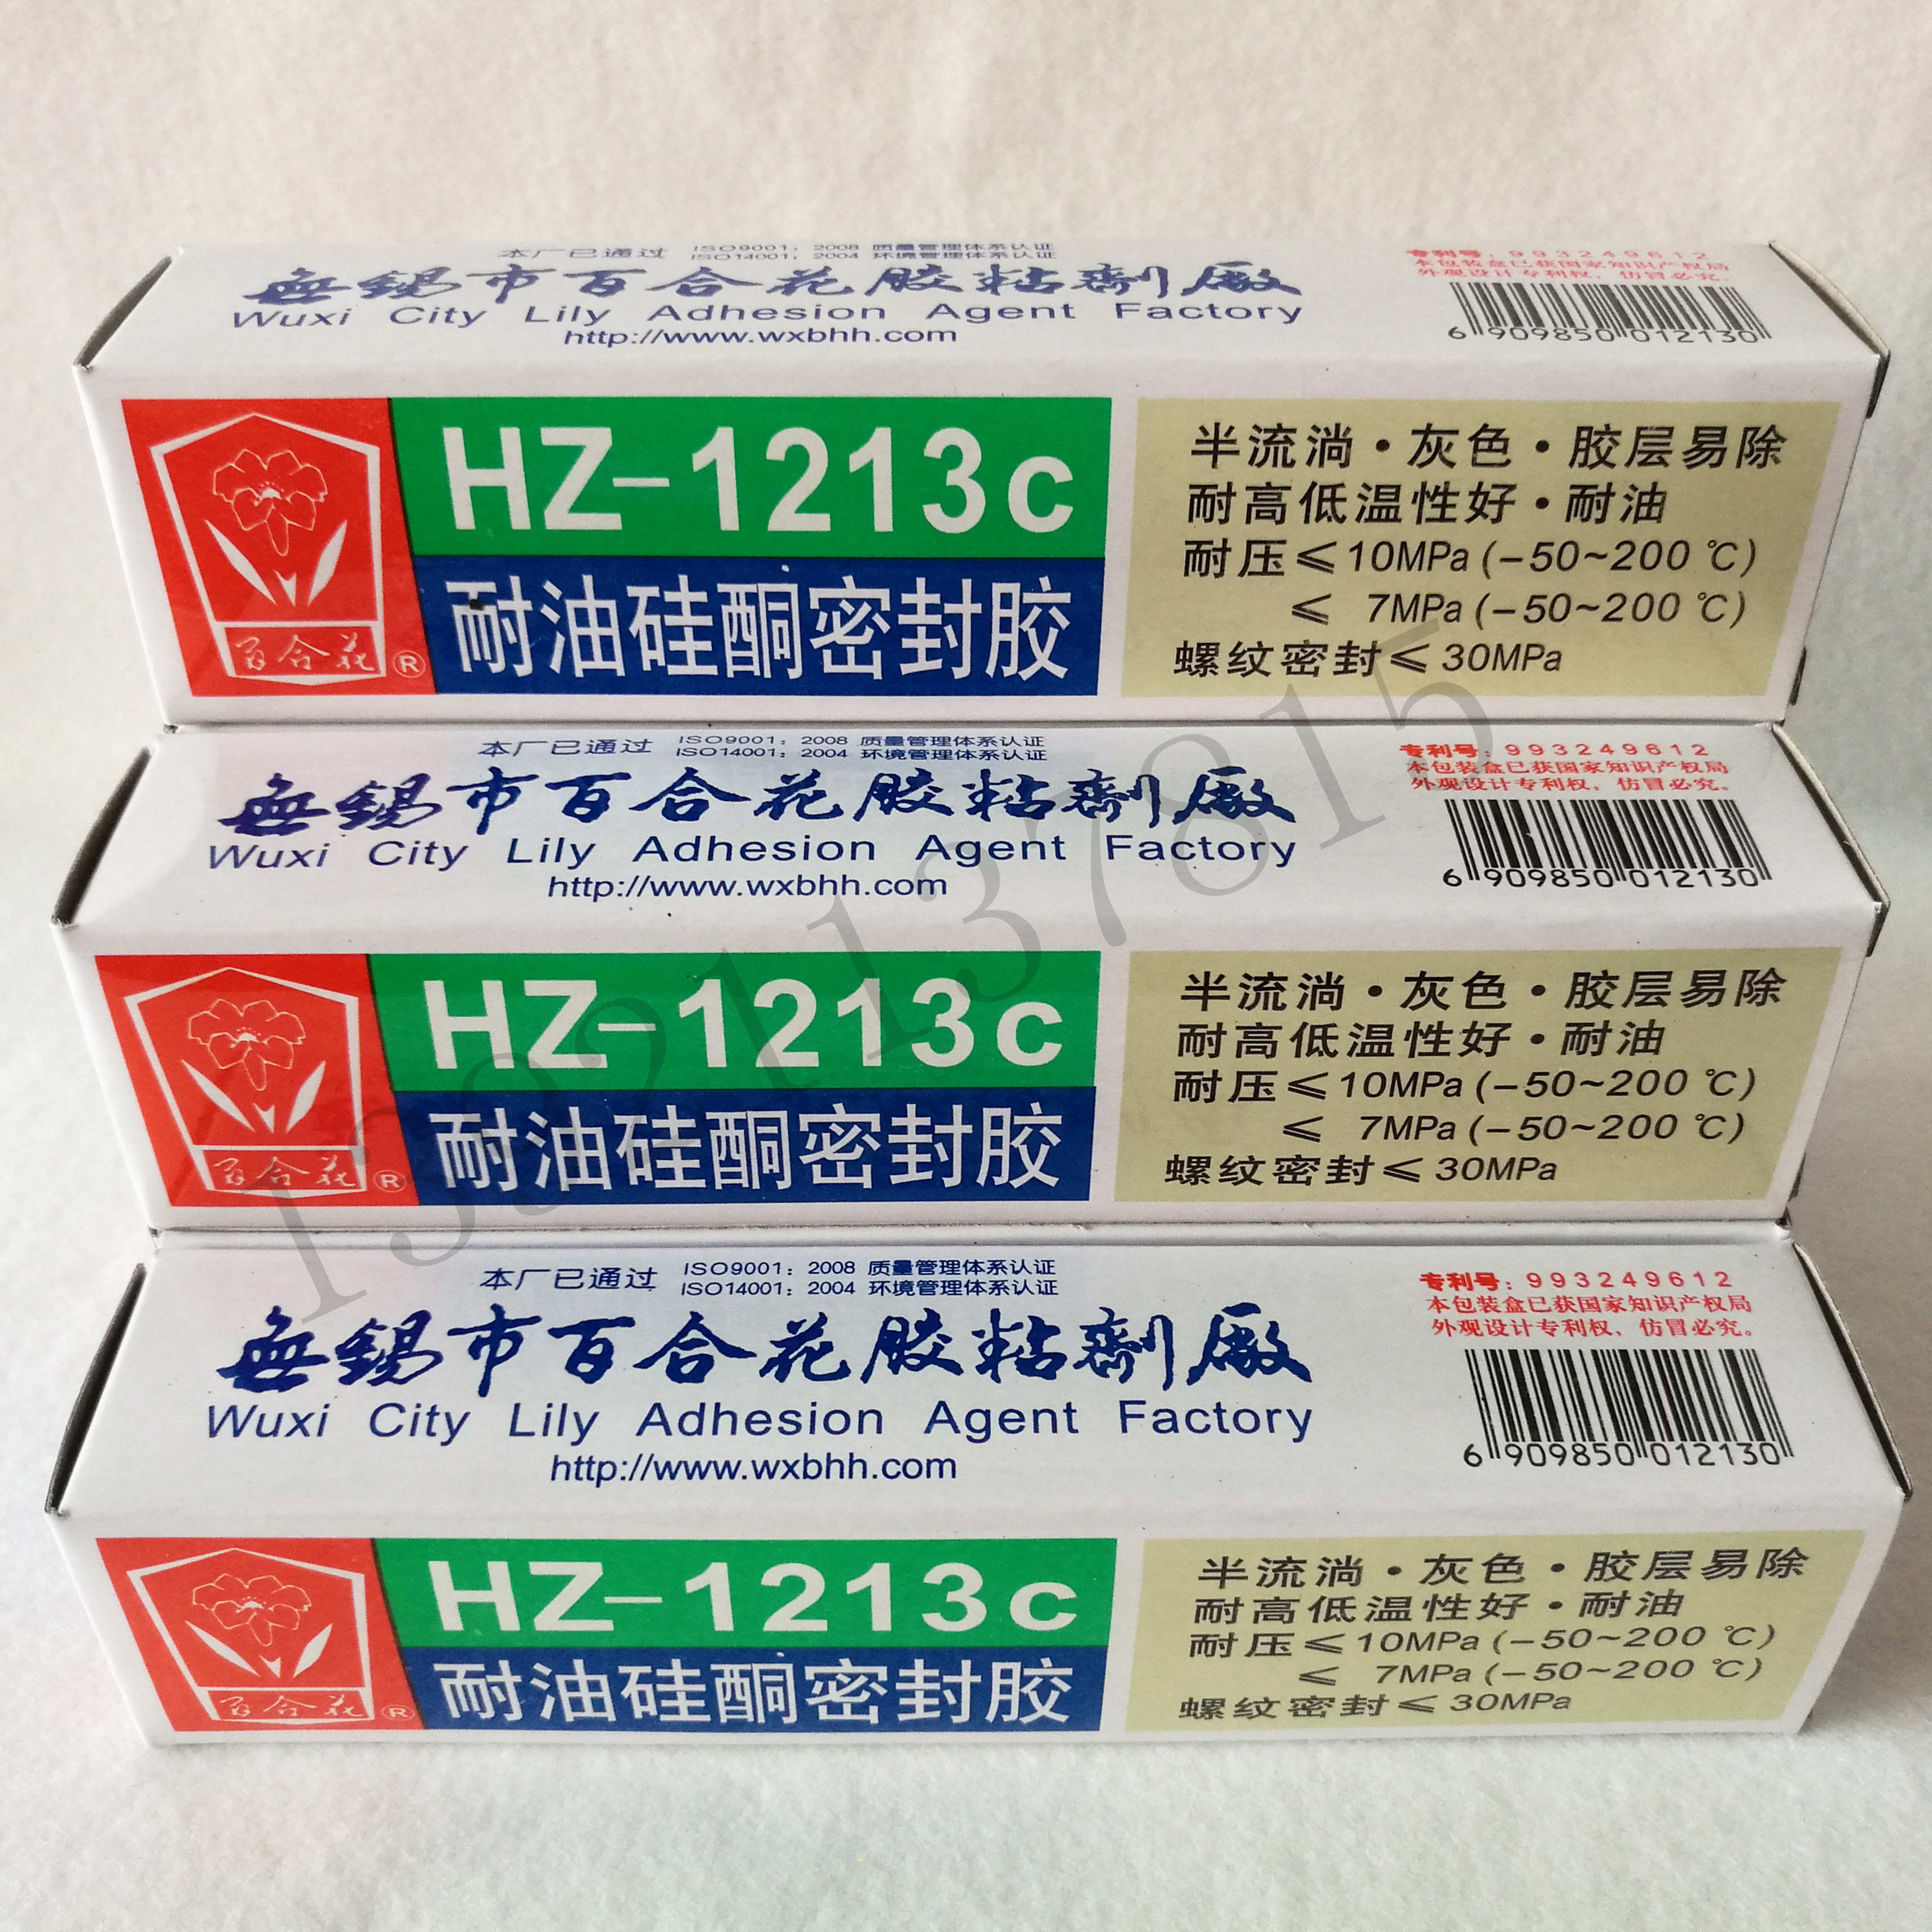 本厂已通过 ISO9001：2008 质量管理体系认证
ISO14001：2004 环境管理体系认证
無錫市百合花胶粘劑廠
Wuxi City Lily Adhesion Agent Factory
http://www.wxbhh.com
专利号：993249612
本包装盒已获国家知识产权局
外观设计专利权，仿冒必究。
6 909850 012130
百合花®
HZ-1213c
耐油硅酮密封胶
半流淌·灰色·胶层易除
耐高低温性好·耐油
耐压≤10MPa(-50~200℃)
≤ 7MPa(-50~200℃)
螺纹密封≤30MPa
本厂已通过 ISO9001：2008 质量管理体系认证
ISO14001：2004 环境管理体系认证
無錫市百合花胶粘劑廠
Wuxi City Lily Adhesion Agent Factory
http://www.wxbhh.com
专利号：993249612
本包装盒已获国家知识产权局
外观设计专利权，仿冒必究。
6 909850 012130
百合花®
HZ-1213c
耐油硅酮密封胶
半流淌·灰色·胶层易除
耐高低温性好·耐油
耐压≤10MPa(-50~200℃)
≤ 7MPa(-50~200℃)
螺纹密封≤30MPa
本厂已通过 ISO9001：2008 质量管理体系认证
ISO14001：2004 环境管理体系认证
無錫市百合花胶粘劑廠
Wuxi City Lily Adhesion Agent Factory
http://www.wxbhh.com
专利号：993249612
本包装盒已获国家知识产权局
外观设计专利权，仿冒必究。
6 909850 012130
百合花®
HZ-1213c
耐油硅酮密封胶
半流淌·灰色·胶层易除
耐高低温性好·耐油
耐压≤10MPa(-50~200℃)
≤ 7MPa(-50~200℃)
螺纹密封≤30MPa
13921137815